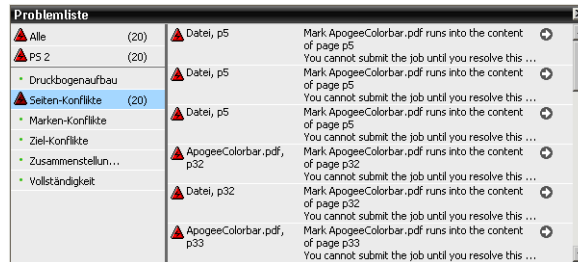 Problemliste
Alle (20)
PS 2 (20)
Druckbogenaufbau
Seiten-Konflikte (20)
Marken-Konflikte
Ziel-Konflikte
Zusammenstellun...
Vollständigkeit
Datei, p5 Mark ApogeeColorbar.pdf runs into the content
of page p5
You cannot submit the job until you resolve this ...
Datei, p5 Mark ApogeeColorbar.pdf runs into the content
of page p5
You cannot submit the job until you resolve this ...
Datei, p5 Mark ApogeeColorbar.pdf runs into the content
of page p5
You cannot submit the job until you resolve this ...
ApogeeColorbar.pdf, Mark ApogeeColorbar.pdf runs into the content
p32 of page p32
You cannot submit the job until you resolve this ...
Datei, p32 Mark ApogeeColorbar.pdf runs into the content
of page p32
You cannot submit the job until you resolve this ...
ApogeeColorbar.pdf, Mark ApogeeColorbar.pdf runs into the content
p33 of page p33
You cannot submit the job until you resolve this ...